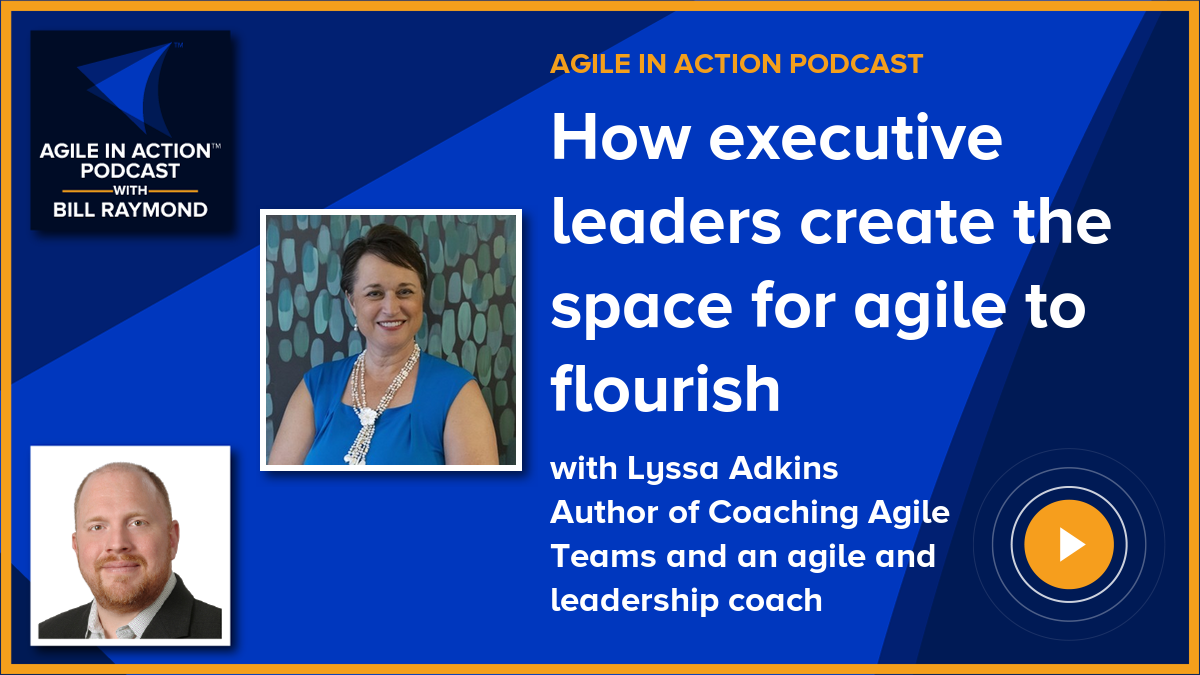 AGILE IN ACTION™
PODCAST
WITH
BILL RAYMOND
AGILE IN ACTION PODCAST
How executive
leaders create the
space for agile to
flourish
with Lyssa Adkins
Author of Coaching Agile
Teams and an agile and
leadership coach